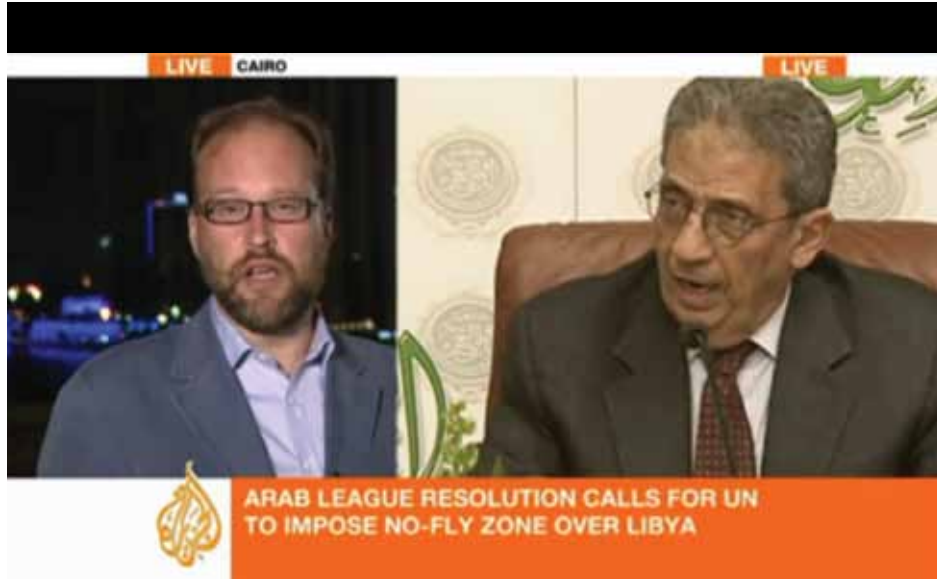 LIVE CAIRO
LIVE
ARAB LEAGUE RESOLUTION CALLS FOR UN
TO IMPOSE NO-FLY ZONE OVER LIBYA